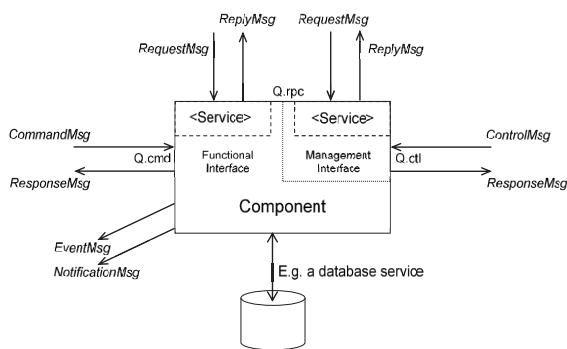 ReplyMsg
RequestMsg
RequestMsg
ReplyMsg
Q.rpc
<Service>
<Service>
CommandMsg
ControlMsg
Q.cmd
Functional
Interface
Management
Interface
Q.ctl
ResponseMsg
ResponseMsg
Component
EventMsg
NotificationMsg
E.g. a database service